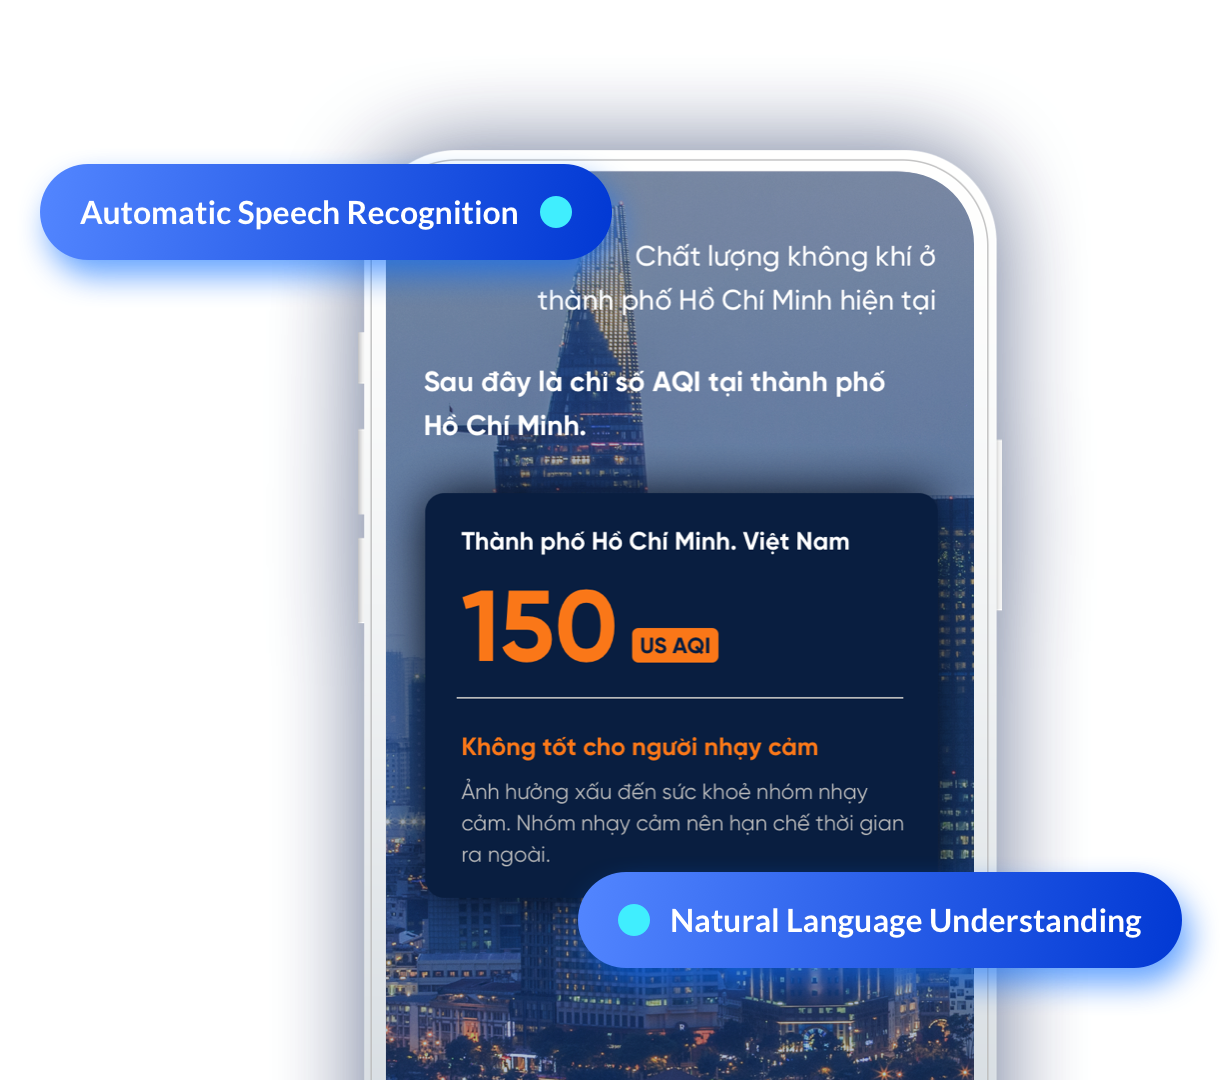 Automatic Speech Recognition
Chất lượng không khí ở
thành phố Hồ Chí Minh hiện tại
Sau đây là chỉ số AQI tại thành phố
Hồ Chí Minh.
Thành phố Hồ Chí Minh. Việt Nam
150 US AQI
Không tốt cho người nhạy cảm
Ảnh hưởng xấu đến sức khoẻ nhóm nhạy
cảm. Nhóm nhạy cảm nên hạn chế thời gian
ra ngoài.
Natural Language Understanding